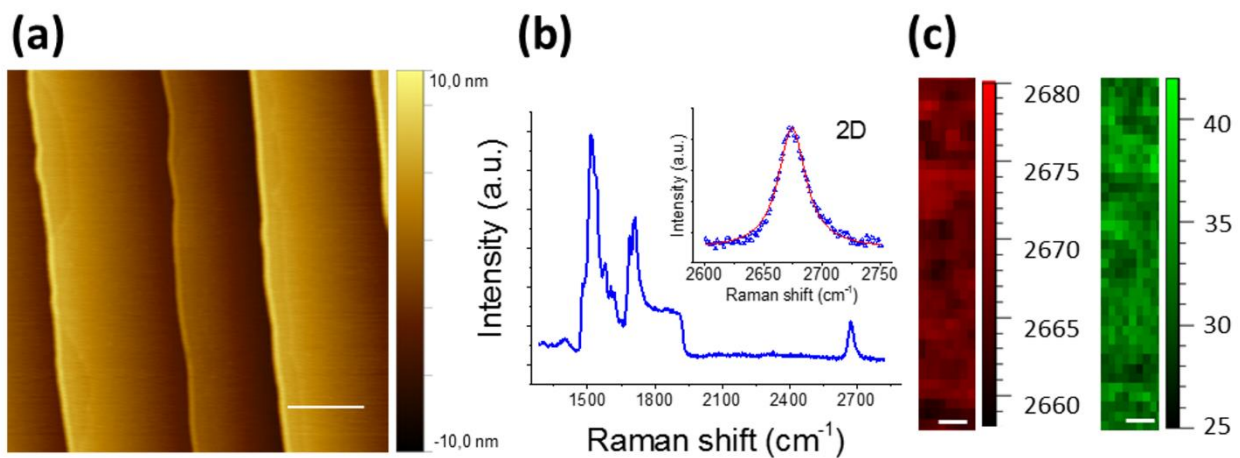 (a)
10,0 nm
-10,0 nm
(b)
Intensity (a.u.)
1500 1800 2100 2400 2700
Raman shift (cm-1)
2D
Intensity (a.u.)
2600 2650 2700 2750
Raman shift (cm-1)
(c)
2680
2670
2665
2660
40
35
30
25